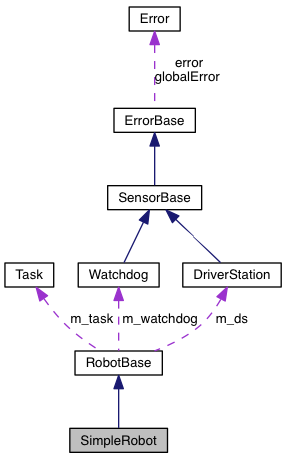 Error
error
globalError
ErrorBase
SensorBase
Task
Watchdog
DriverStation
m_task
m_watchdog
m_ds
RobotBase
SimpleRobot